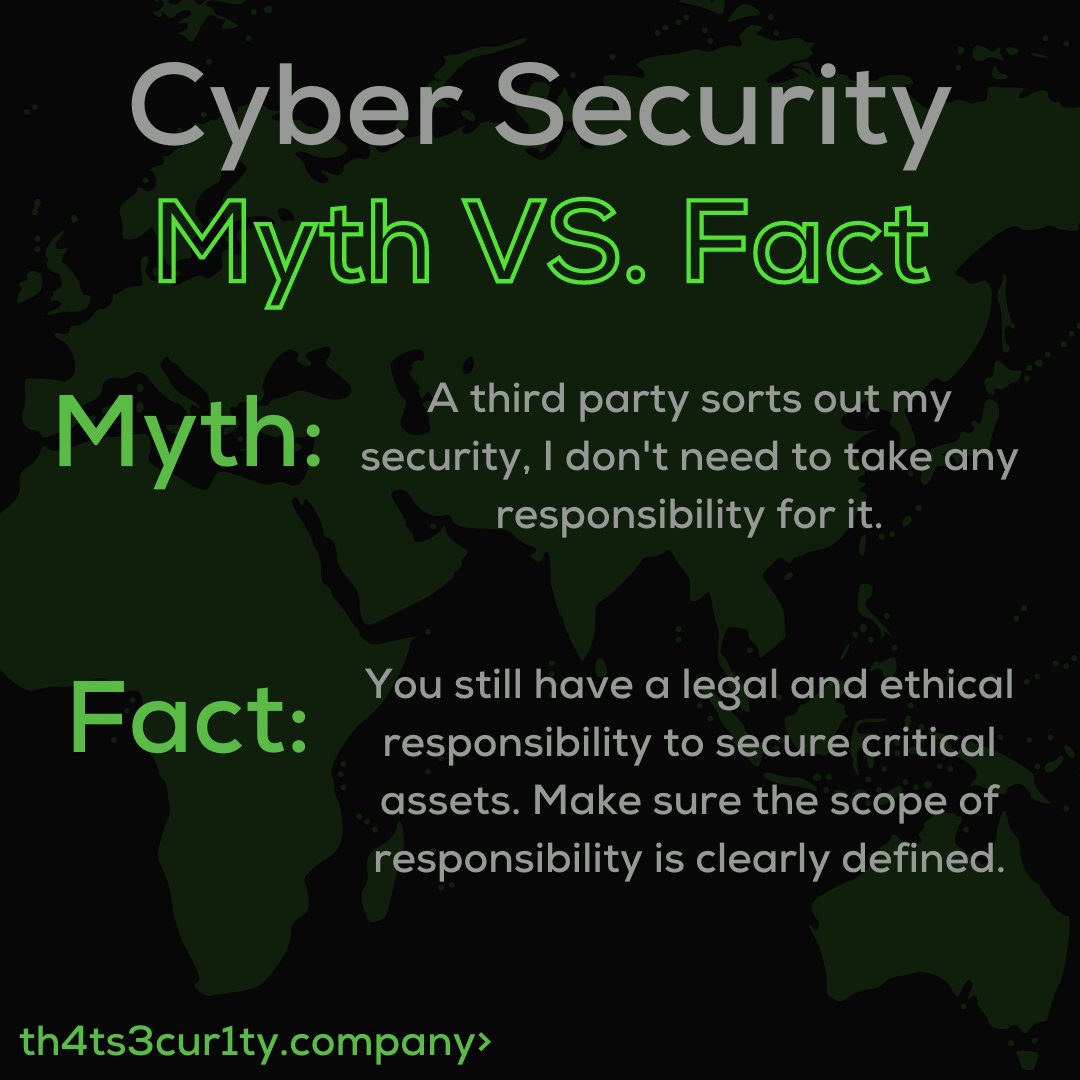 Cyber Security
Myth VS. Fact
Myth:
A third party sorts out my
security, I don't need to take any
responsibility for it.
Fact:
You still have a legal and ethical
responsibility to secure critical
assets. Make sure the scope of
responsibility is clearly defined.
th4ts3cur1ty.company>